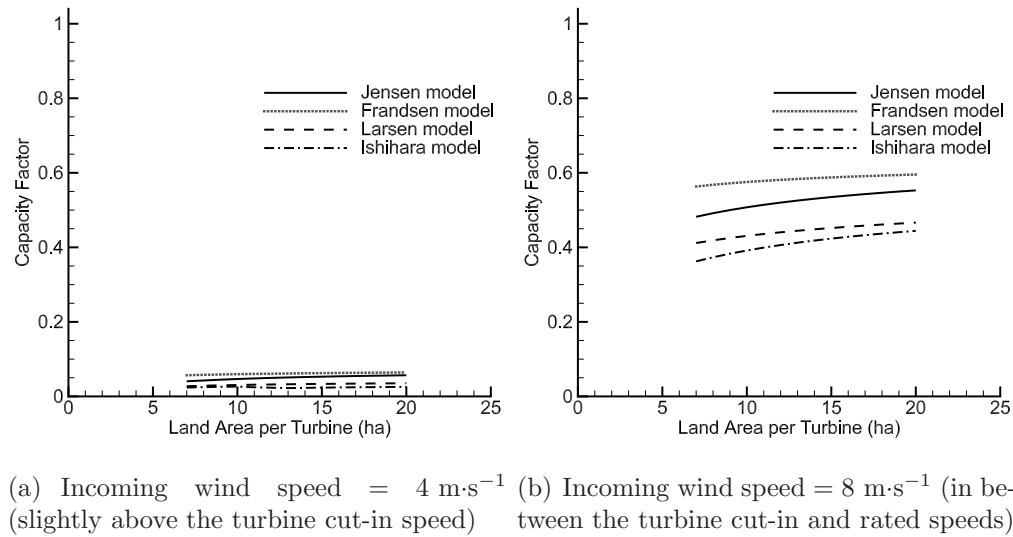 1
0.8
0.6
0.4
0.2
0
Capacity Factor
Jensen model
Frandsen model
Larsen model
Ishihara model
0 5 10 15 20 25
Land Area per Turbine (ha)
1
0.8
0.6
0.4
0.2
0
Capacity Factor
Jensen model
Frandsen model
Larsen model
Ishihara model
0 5 10 15 20 25
Land Area per Turbine (ha)
(a) Incoming wind speed = 4 m·s⁻¹
(slightly above the turbine cut-in speed)
(b) Incoming wind speed = 8 m·s⁻¹ (in be-
tween the turbine cut-in and rated speeds)